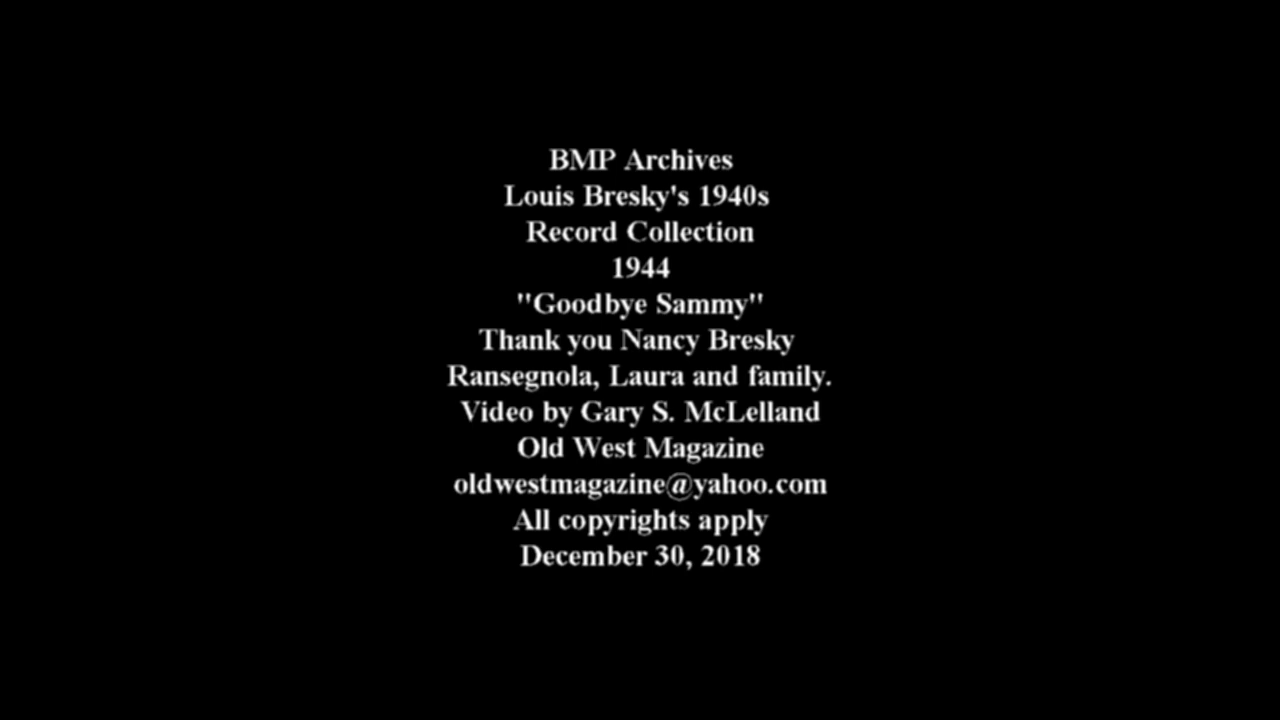 BMP Archives
Louis Bresky's 1940s
Record Collection
1944
"Goodbye Sammy"
Thank you Nancy Bresky
Ransegnola, Laura and family.
Video by Gary S. McLelland
Old West Magazine
oldwestmagazine@yahoo.com
All copyrights apply
December 30, 2018